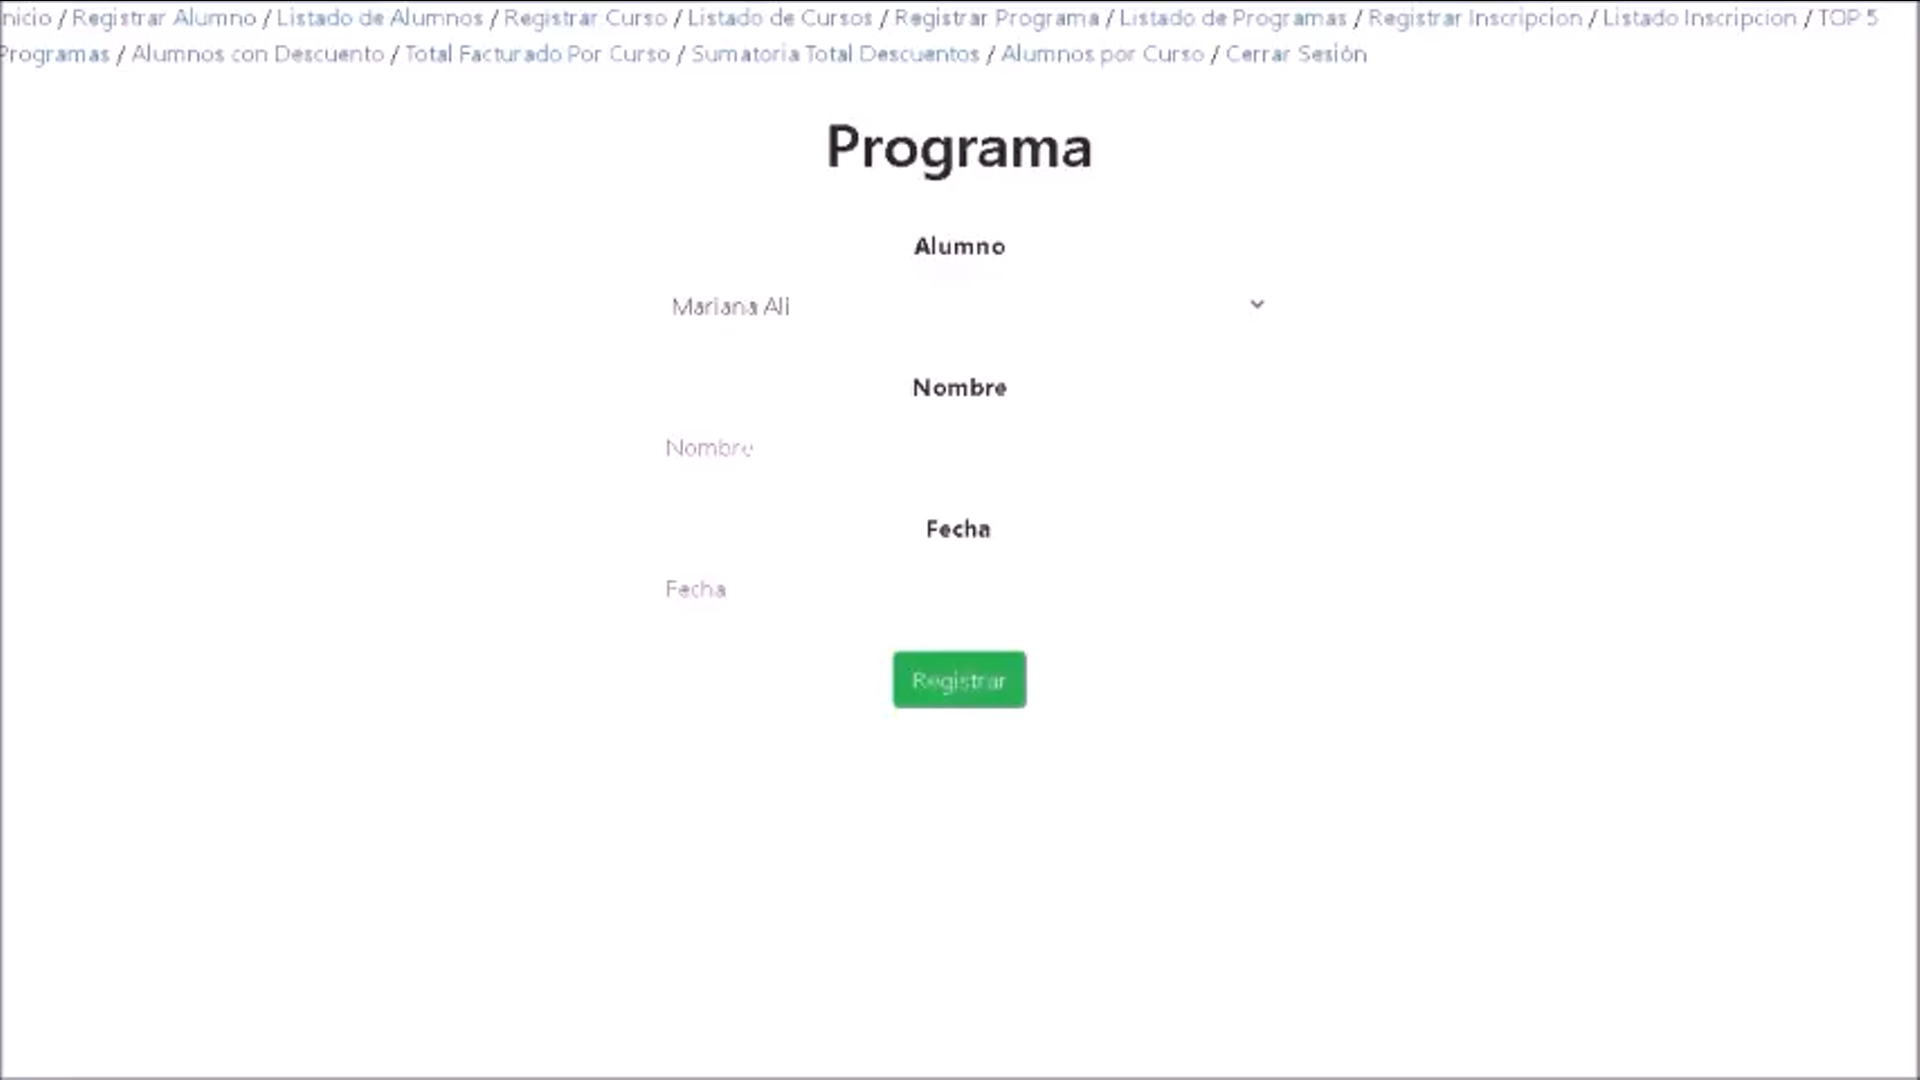 nicio / Registrar Alumno / Listado de Alumnos / Registrar Curso / Listado de Cursos / Registrar Programa / Listado de Programas / Registrar Inscripcion / Listado Inscripcion / TOP 5
Programas / Alumnos con Descuento / Total Facturado Por Curso / Sumatoria Total Descuentos / Alumnos por Curso / Cerrar Sesión
Programa
Alumno
Mariana Ali
Nombre
Nombre
Fecha
Fecha
Registrar